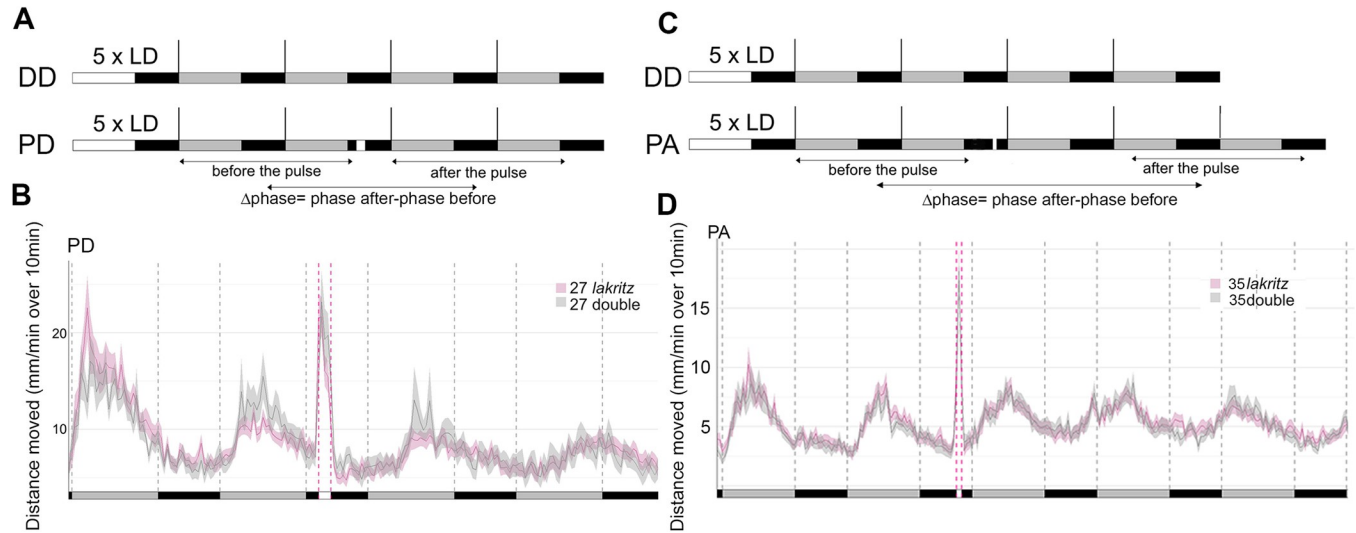 A
5 x LD
DD
5 x LD
PD
before the pulse
after the pulse
Δphase= phase after-phase before
B
PD
Distance moved (mm/min over 10min)
27 lakritz
27 double
20
10
C
5 x LD
DD
5 x LD
PA
before the pulse
after the pulse
Δphase= phase after-phase before
D
PA
Distance moved (mm/min over 10min)
35 lakritz
35double
15
10
5